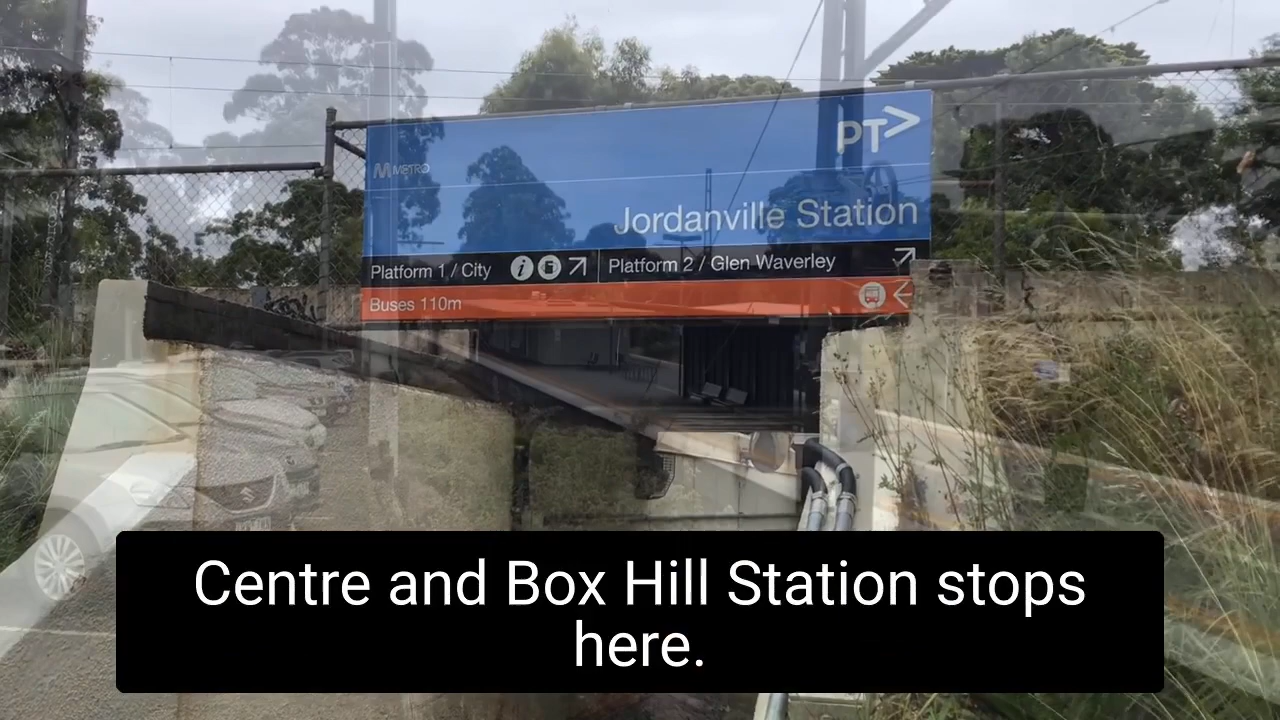 PT>
METRO
Jordanville Station
Platform 1 / City
Platform 2 / Glen Waverley
Buses 110m
Centre and Box Hill Station stops
here.